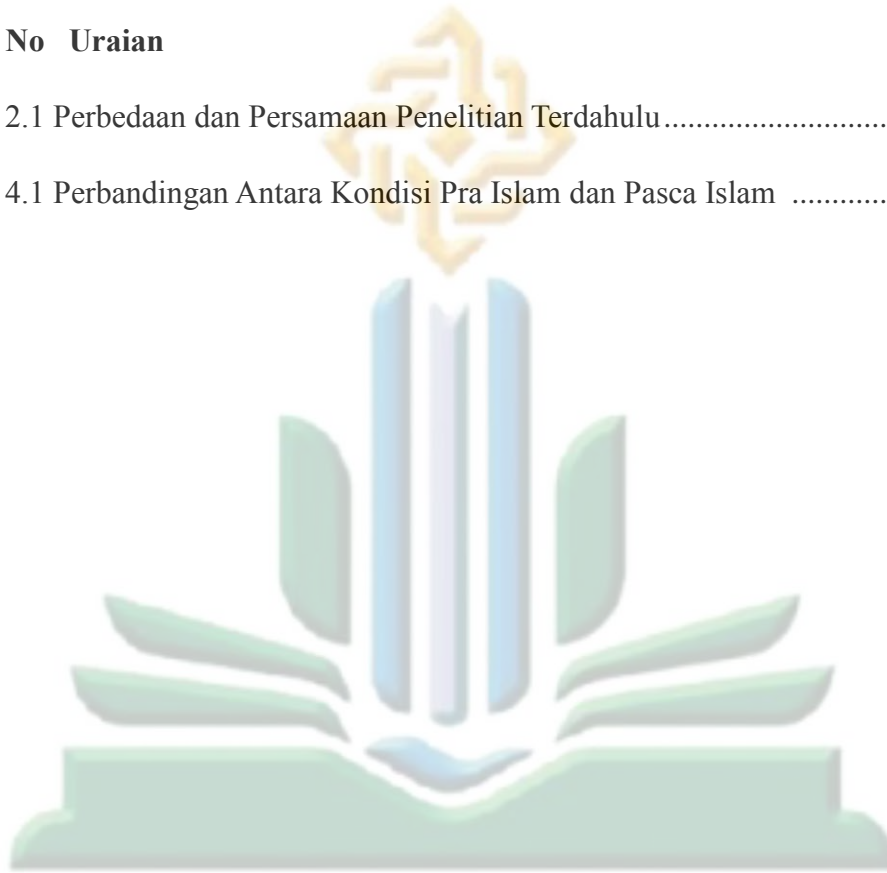 No Uraian
2.1 Perbedaan dan Persamaan Penelitian Terdahulu............................
4.1 Perbandingan Antara Kondisi Pra Islam dan Pasca Islam ............